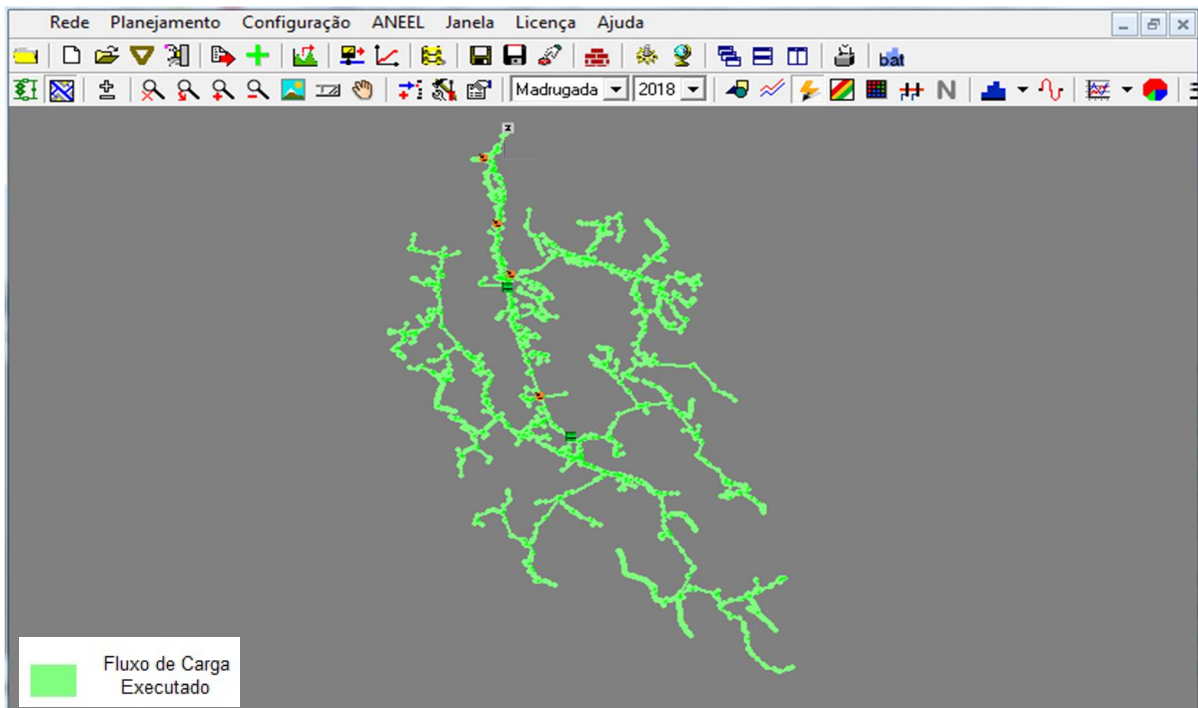 Rede Planejamento Configuração ANEEL Janela Licença Ajuda
bat
Madrugada 2018 N
Fluxo de Carga
Executado